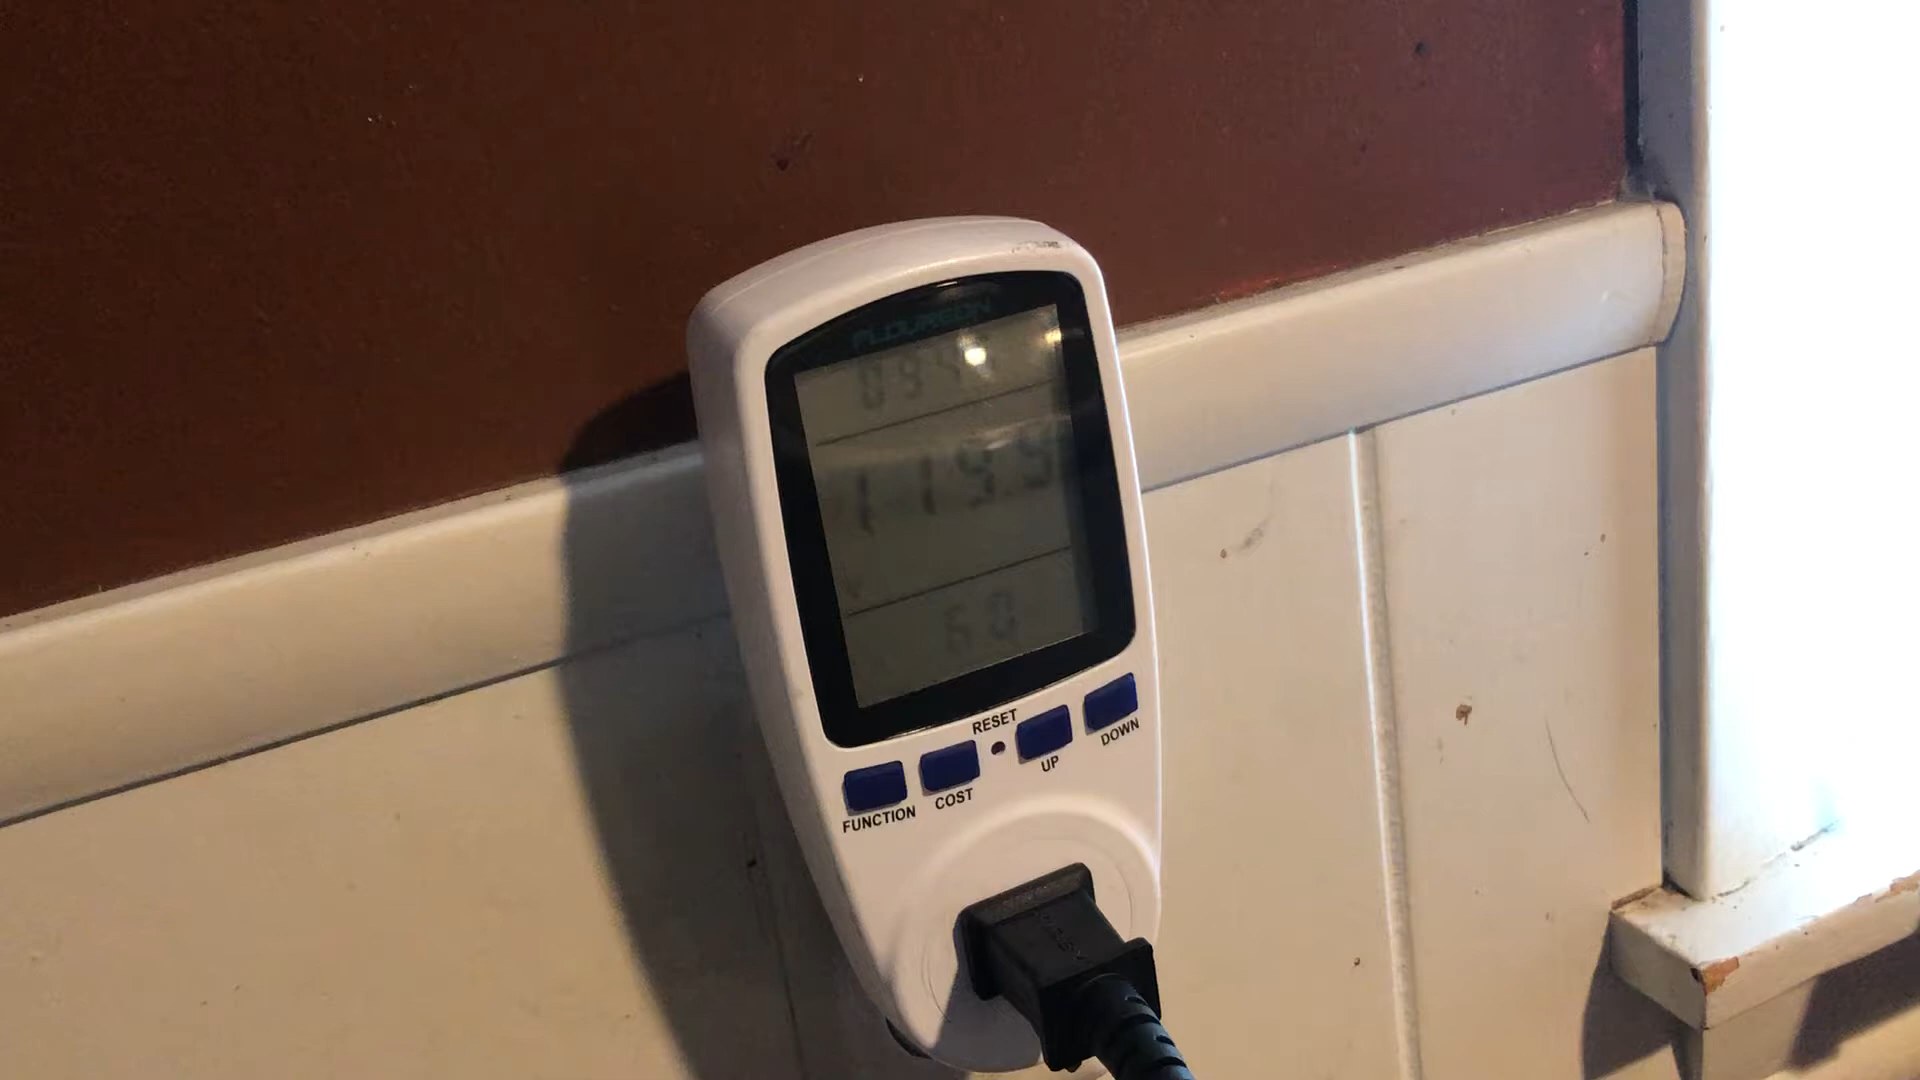 FLOUREON
119.9
60
RESET
UP
DOWN
FUNCTION
COST